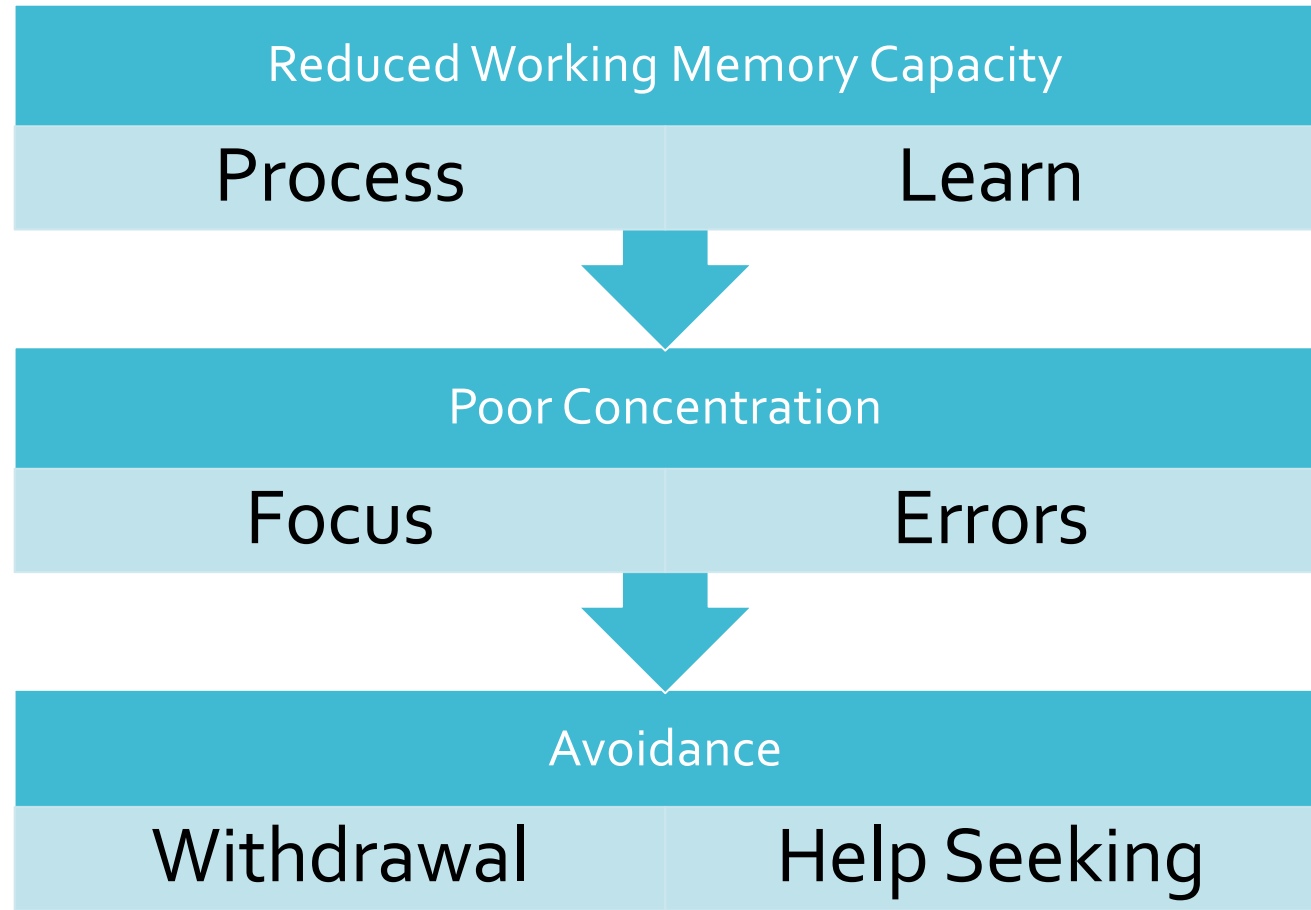 Reduced Working Memory Capacity
Process Learn
Poor Concentration
Focus Errors
Avoidance
Withdrawal Help Seeking